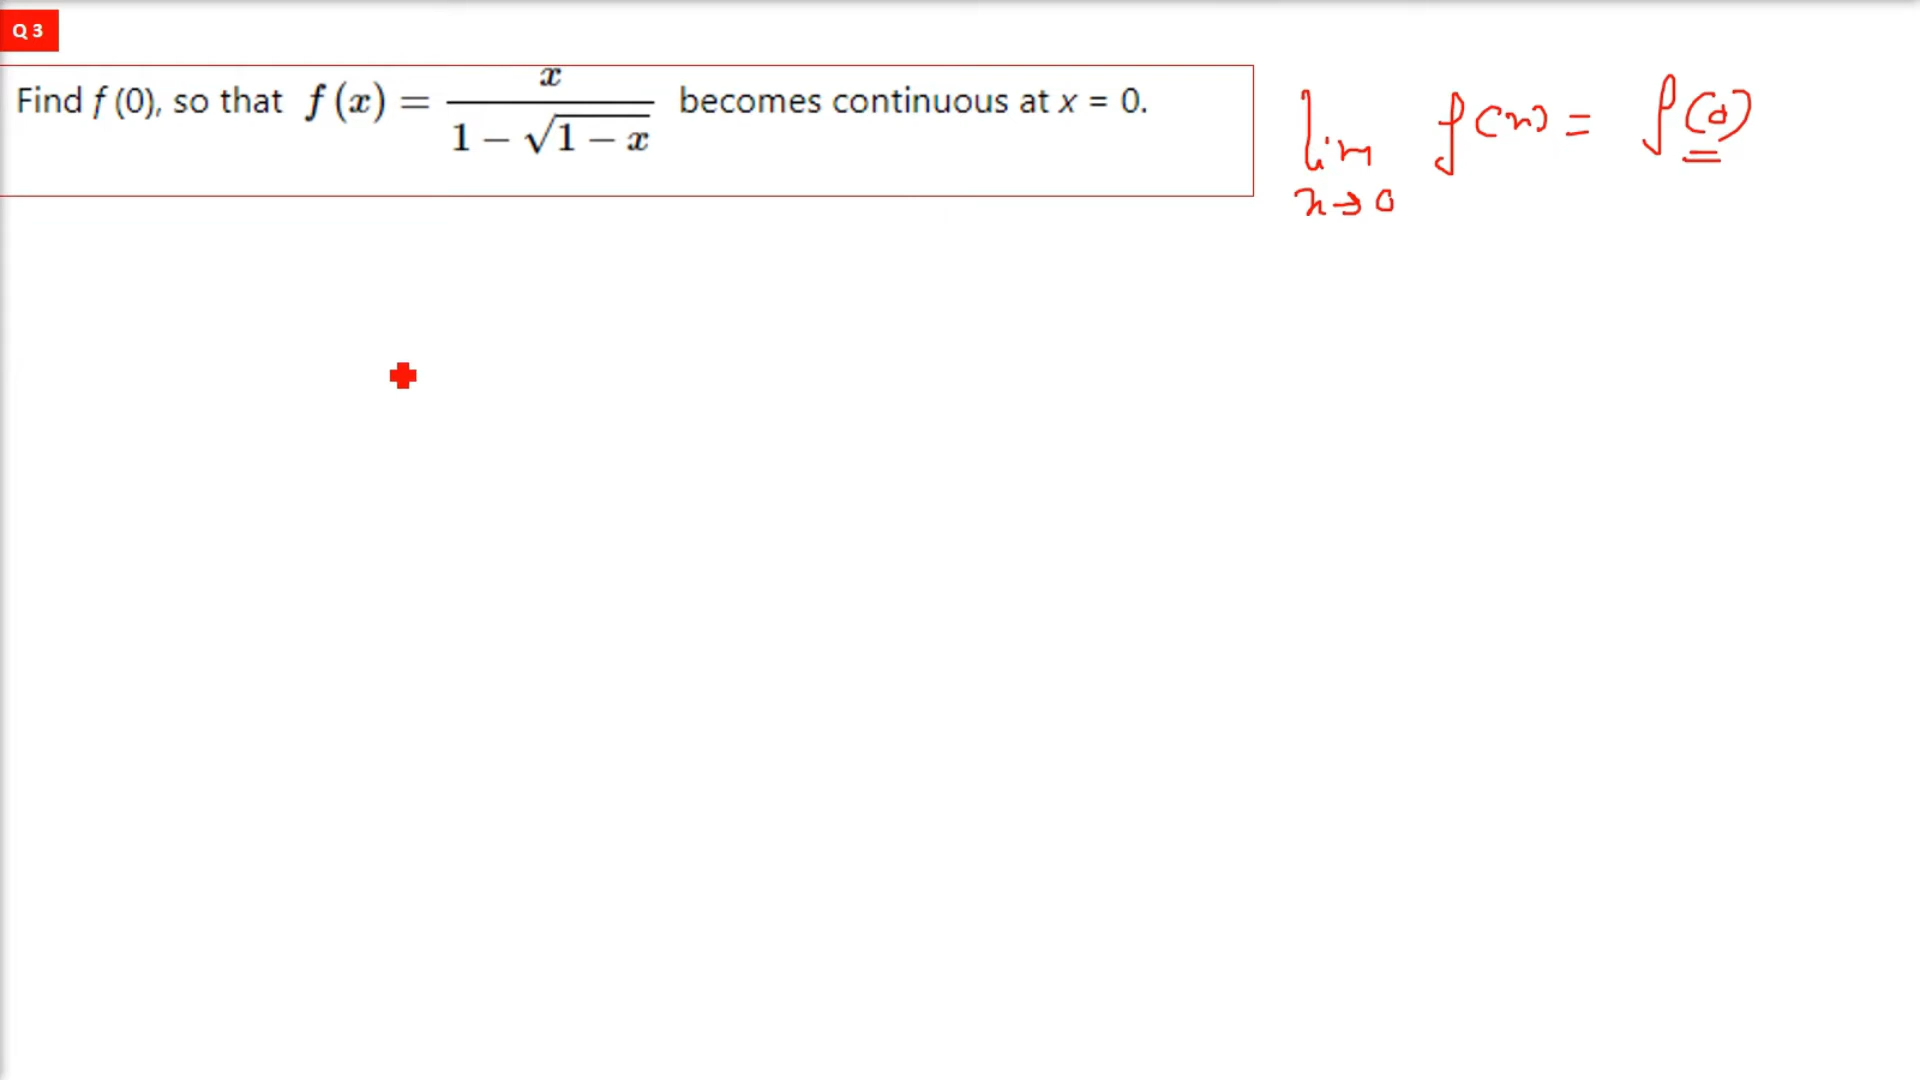 Q 3
Find f (0), so that f (x) = x / (1 − √(1 − x)) becomes continuous at x = 0.
lim x→0 f(x) = f(0)